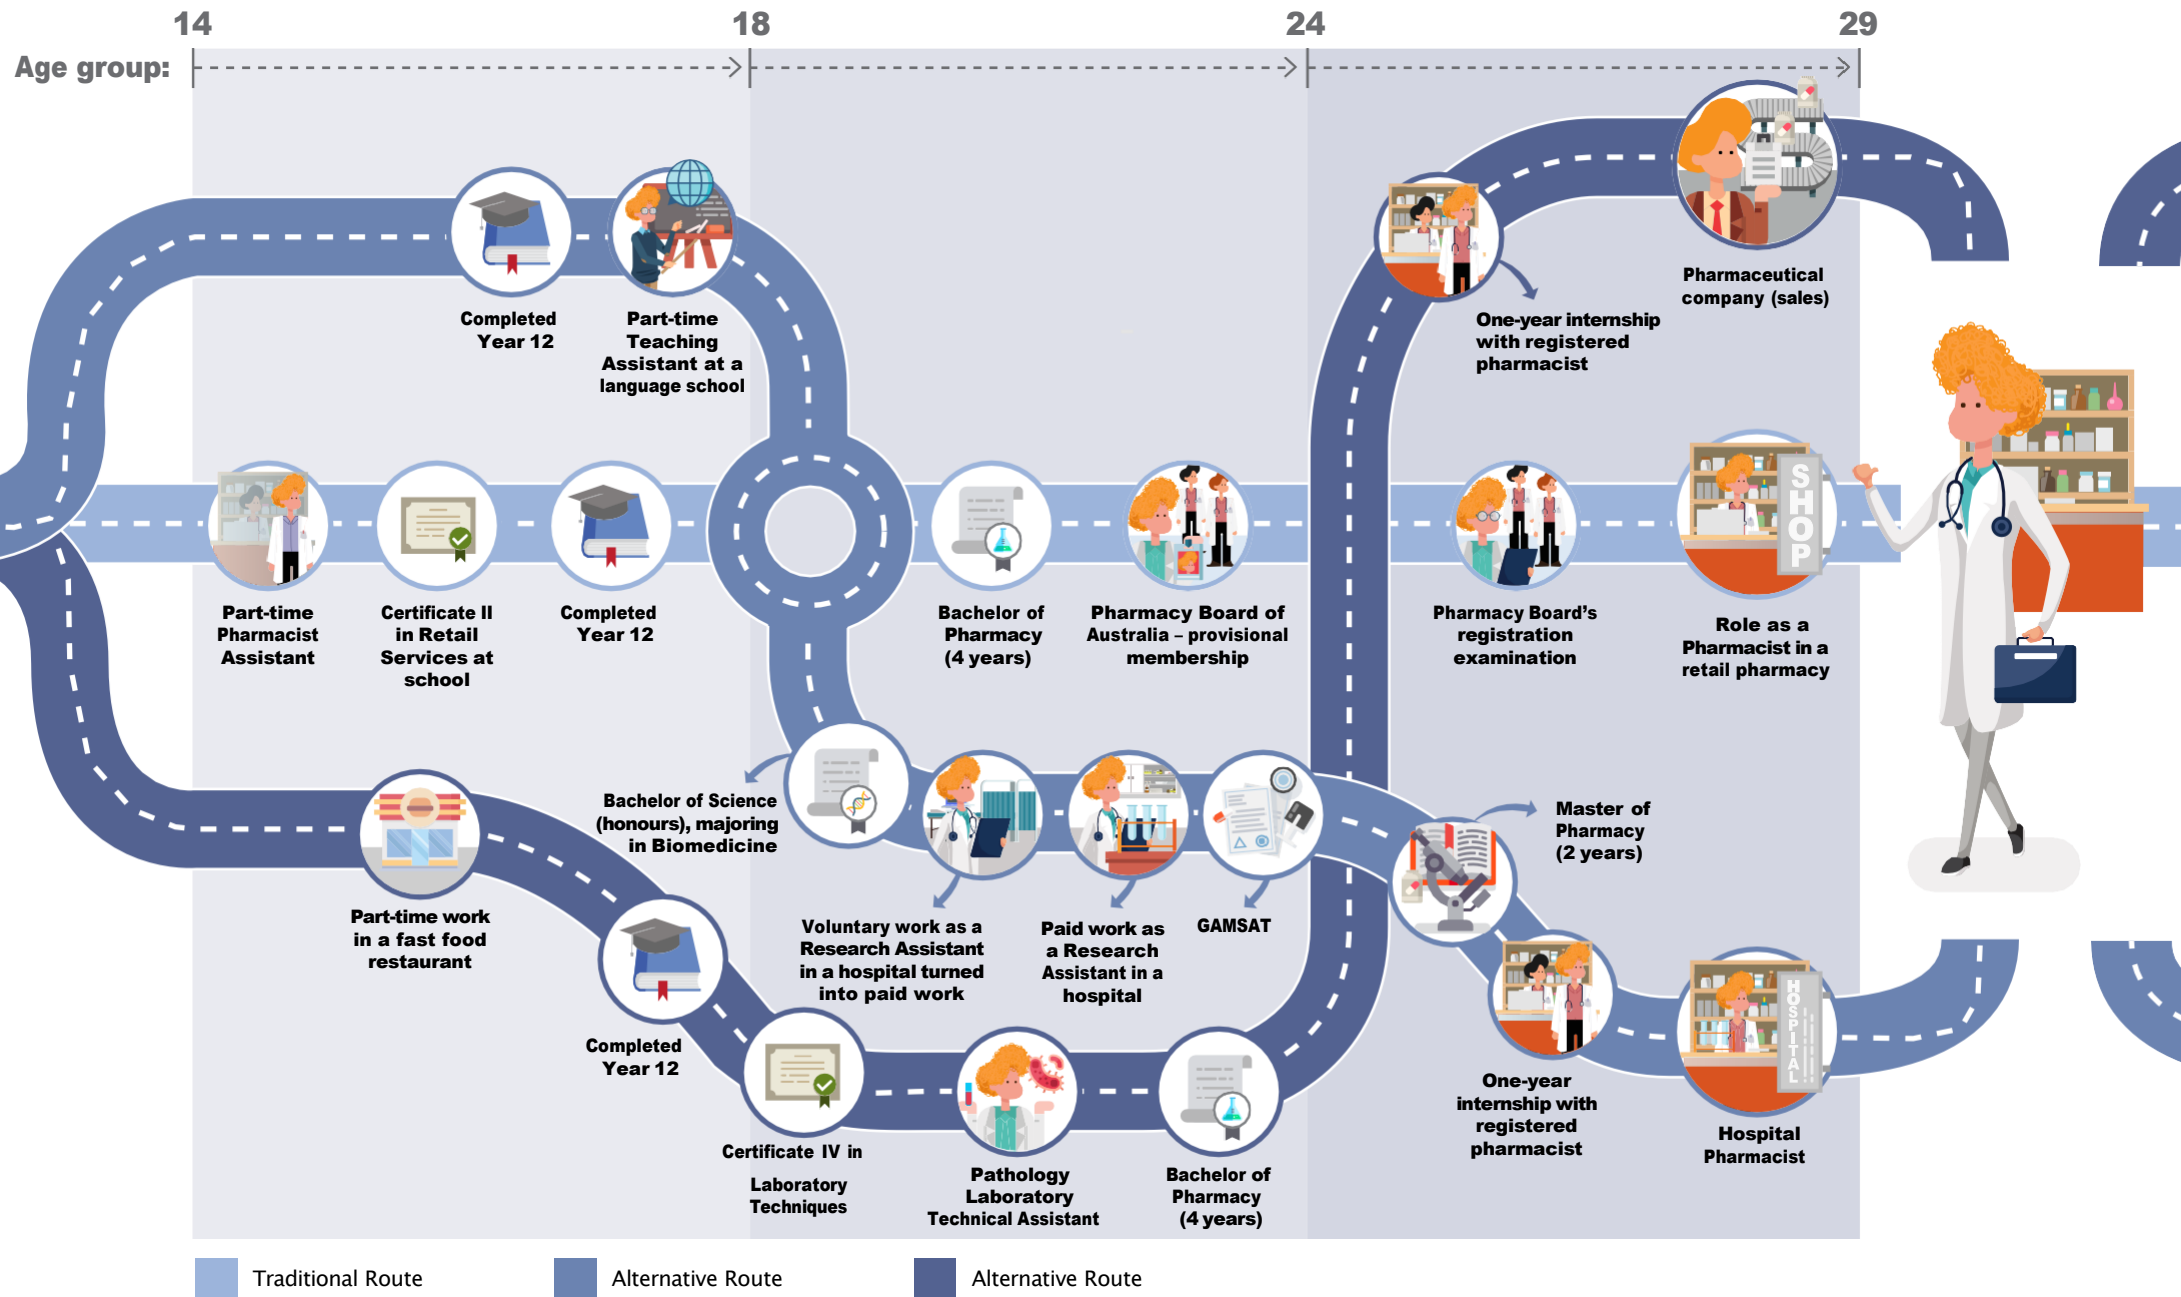 14
18
24
29
Age group:
Completed
Year 12
Part-time
Teaching
Assistant at a
language school
One-year internship
with registered
pharmacist
Pharmaceutical
company (sales)
Part-time
Pharmacist
Assistant
Certificate II
in Retail
Services at
school
Completed
Year 12
Bachelor of
Pharmacy
(4 years)
Pharmacy Board of
Australia – provisional
membership
Pharmacy Board’s
registration
examination
SHOP
Role as a
Pharmacist in a
retail pharmacy
Part-time work
in a fast food
restaurant
Completed
Year 12
Bachelor of Science
(honours), majoring
in Biomedicine
Voluntary work as a
Research Assistant
in a hospital turned
into paid work
Paid work as
a Research
Assistant in a
hospital
GAMSAT
Master of
Pharmacy
(2 years)
One-year
internship with
registered
pharmacist
HOSPITAL
Hospital
Pharmacist
Certificate IV in
Laboratory
Techniques
Pathology
Laboratory
Technical Assistant
Bachelor of
Pharmacy
(4 years)
Traditional Route
Alternative Route
Alternative Route